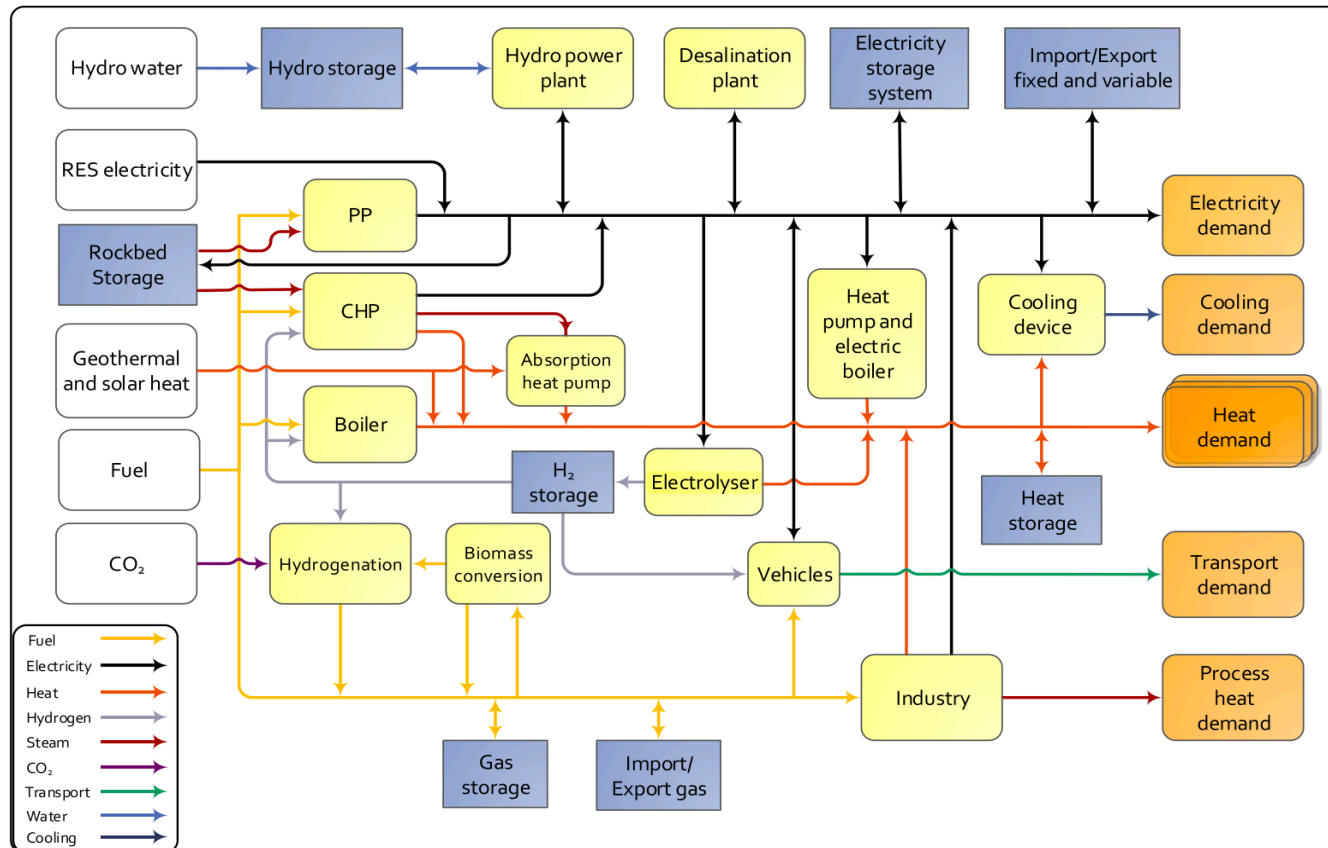 Hydro water
Hydro storage
Hydro power
plant
Desalination
plant
Electricity
storage
system
Import/Export
fixed and variable
RES electricity
PP
Electricity
demand
Rockbed
Storage
CHP
Heat
pump and
electric
boiler
Cooling
device
Cooling
demand
Geothermal
and solar heat
Absorption
heat pump
Boiler
Heat
demand
Fuel
H₂
storage
Electrolyser
Heat
storage
CO₂
Hydrogenation
Biomass
conversion
Vehicles
Transport
demand
Industry
Process
heat
demand
Gas
storage
Import/
Export gas
Fuel
Electricity
Heat
Hydrogen
Steam
CO₂
Transport
Water
Cooling